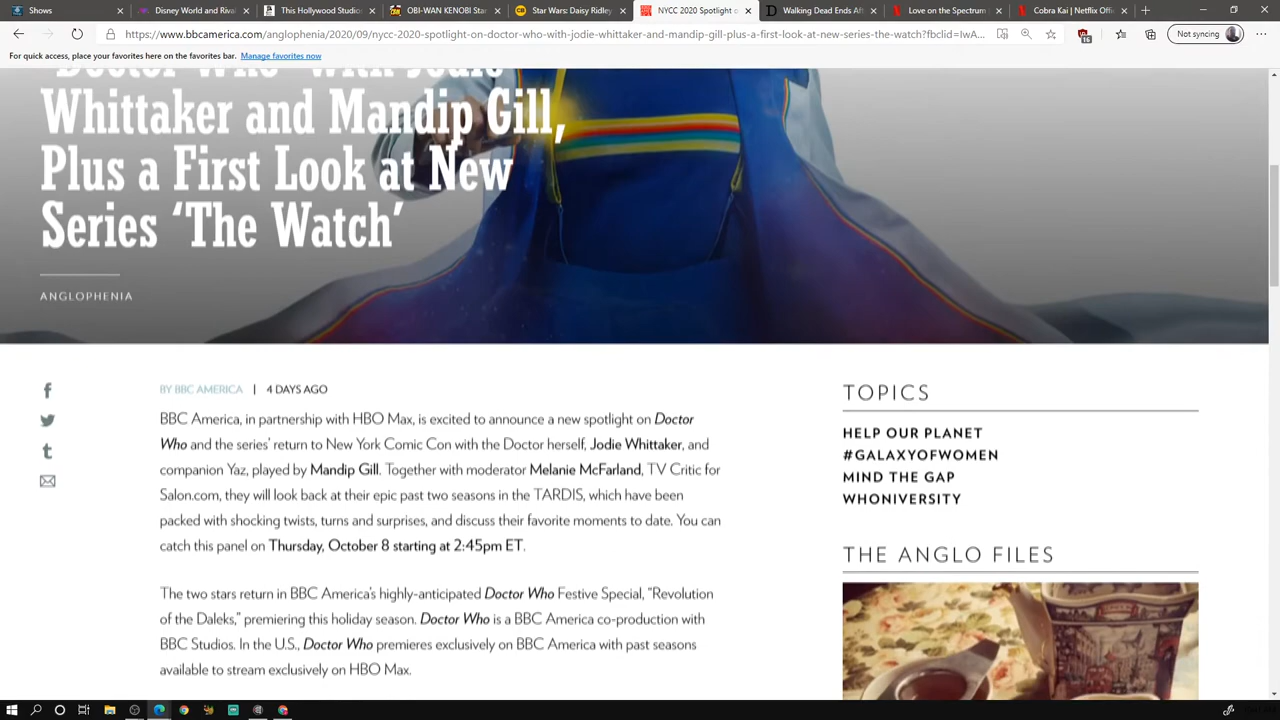 Shows
Disney World and Rival
This Hollywood Studio
OBI-WAN KENOBI Star
Star Wars: Daisy Ridley
NYCC 2020 Spotlight o
Walking Dead Ends Aft
Love on the Spectrum |
Cobra Kai | Netflix Offi
https://www.bbcamerica.com/anglophenia/2020/09/nycc-2020-spotlight-on-doctor-who-with-jodie-whittaker-and-mandip-gill-plus-a-first-look-at-new-series-the-watch?fbclid=IwA...
16
Not syncing
For quick access, place your favorites here on the favorites bar. Manage favorites now
'Doctor Who' with Jodie
Whittaker and Mandip Gill,
Plus a First Look at New
Series ‘The Watch’
ANGLOPHENIA
BY BBC AMERICA | 4 DAYS AGO
BBC America, in partnership with HBO Max, is excited to announce a new spotlight on Doctor
Who and the series’ return to New York Comic Con with the Doctor herself, Jodie Whittaker, and
companion Yaz, played by Mandip Gill. Together with moderator Melanie McFarland, TV Critic for
Salon.com, they will look back at their epic past two seasons in the TARDIS, which have been
packed with shocking twists, turns and surprises, and discuss their favorite moments to date. You can
catch this panel on Thursday, October 8 starting at 2:45pm ET.
The two stars return in BBC America’s highly-anticipated Doctor Who Festive Special, “Revolution
of the Daleks,” premiering this holiday season. Doctor Who is a BBC America co-production with
BBC Studios. In the U.S., Doctor Who premieres exclusively on BBC America with past seasons
available to stream exclusively on HBO Max.
TOPICS
HELP OUR PLANET
#GALAXYOFWOMEN
MIND THE GAP
WHONIVERSITY
THE ANGLO FILES